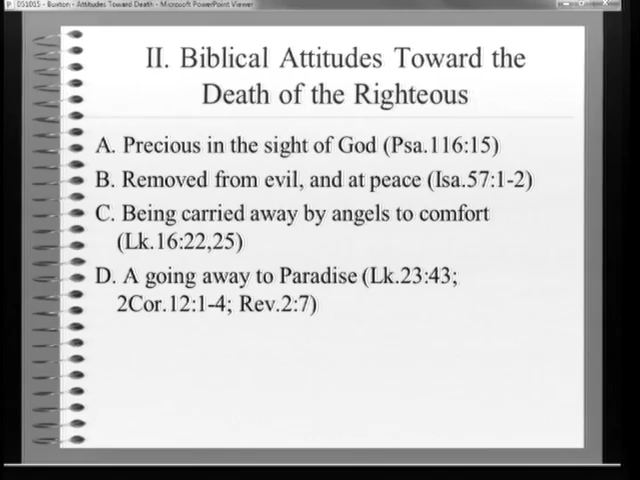 051015 - Buxton - Attitudes Toward Death - Microsoft PowerPoint Viewer
II. Biblical Attitudes Toward the
Death of the Righteous
A. Precious in the sight of God (Psa.116:15)
B. Removed from evil, and at peace (Isa.57:1-2)
C. Being carried away by angels to comfort
(Lk.16:22,25)
D. A going away to Paradise (Lk.23:43;
2Cor.12:1-4; Rev.2:7)